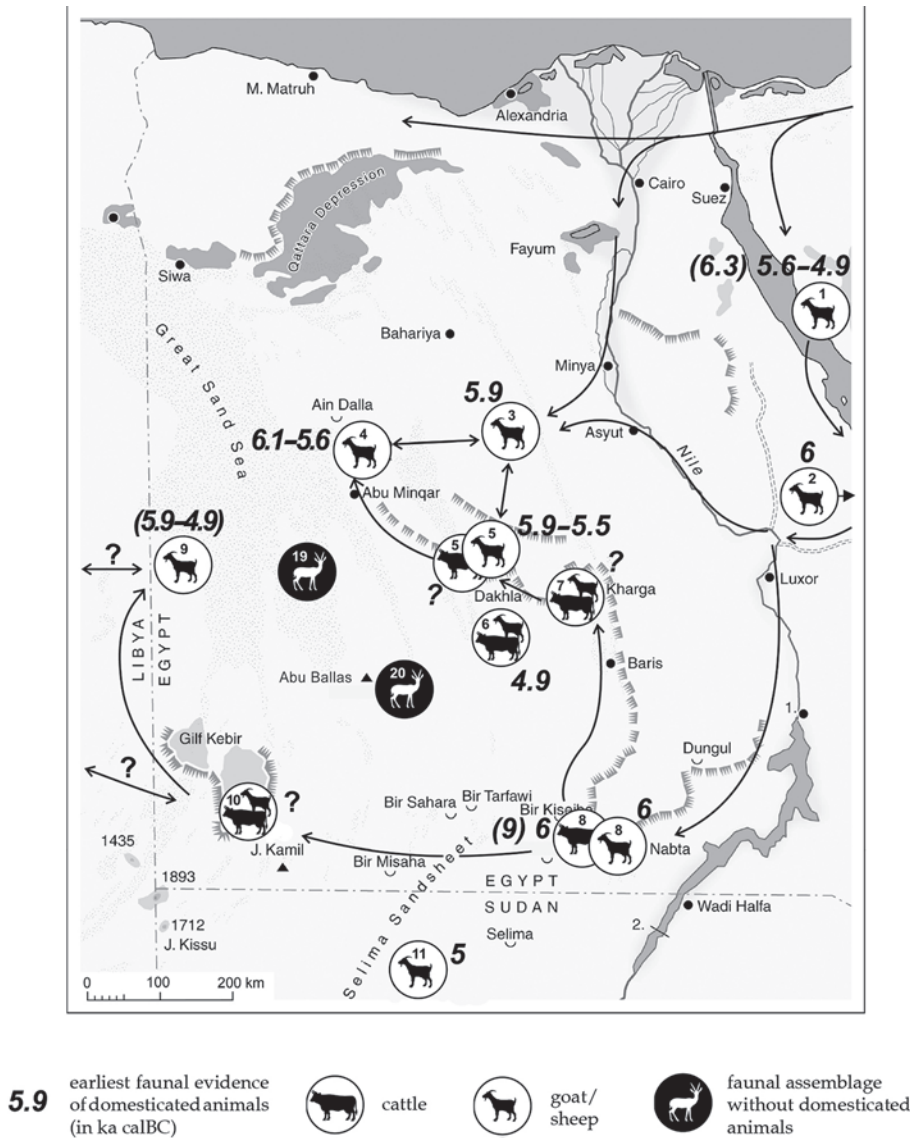 M. Matruh
Alexandria
Cairo
Suez
Qattara Depression
Fayum
Siwa
(6.3) 5.6–4.9
1
Great Sand Sea
Bahariya
Minya
5.9
3
Ain Dalla
6.1–5.6
4
Asyut
Nile
6
2
Abu Minqar
(5.9–4.9)
9
?
19
5
5
5.9–5.5
?
Dakhla
7
?
Kharga
Luxor
6
4.9
LIBYA
EGYPT
Abu Ballas
20
Baris
1.
Gilf Kebir
?
10
?
Dungul
Bir Sahara
Bir Tarfawi
Bir Kiseiba
(9) 6
8
8
6
Nabta
J. Kamil
Bir Misaha
1435
1893
1712
J. Kissu
Selima Sandsheet
EGYPT
SUDAN
Selima
Wadi Halfa
2.
11
5
0 100 200 km
5.9
earliest faunal evidence
of domesticated animals
(in ka calBC)
cattle
goat/
sheep
faunal assemblage
without domesticated
animals